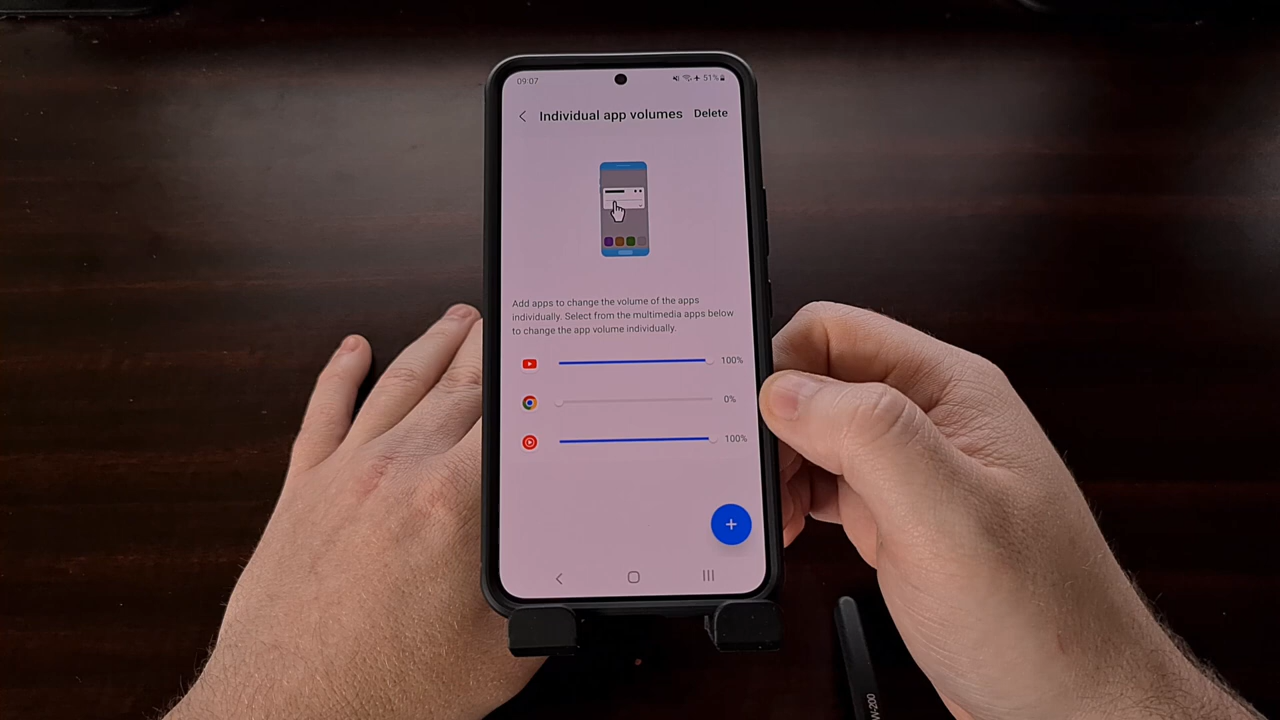 09:07 51%
Individual app volumes Delete
Add apps to change the volume of the apps
individually. Select from the multimedia apps below
to change the app volume individually.
100%
0%
100%
+
W-200